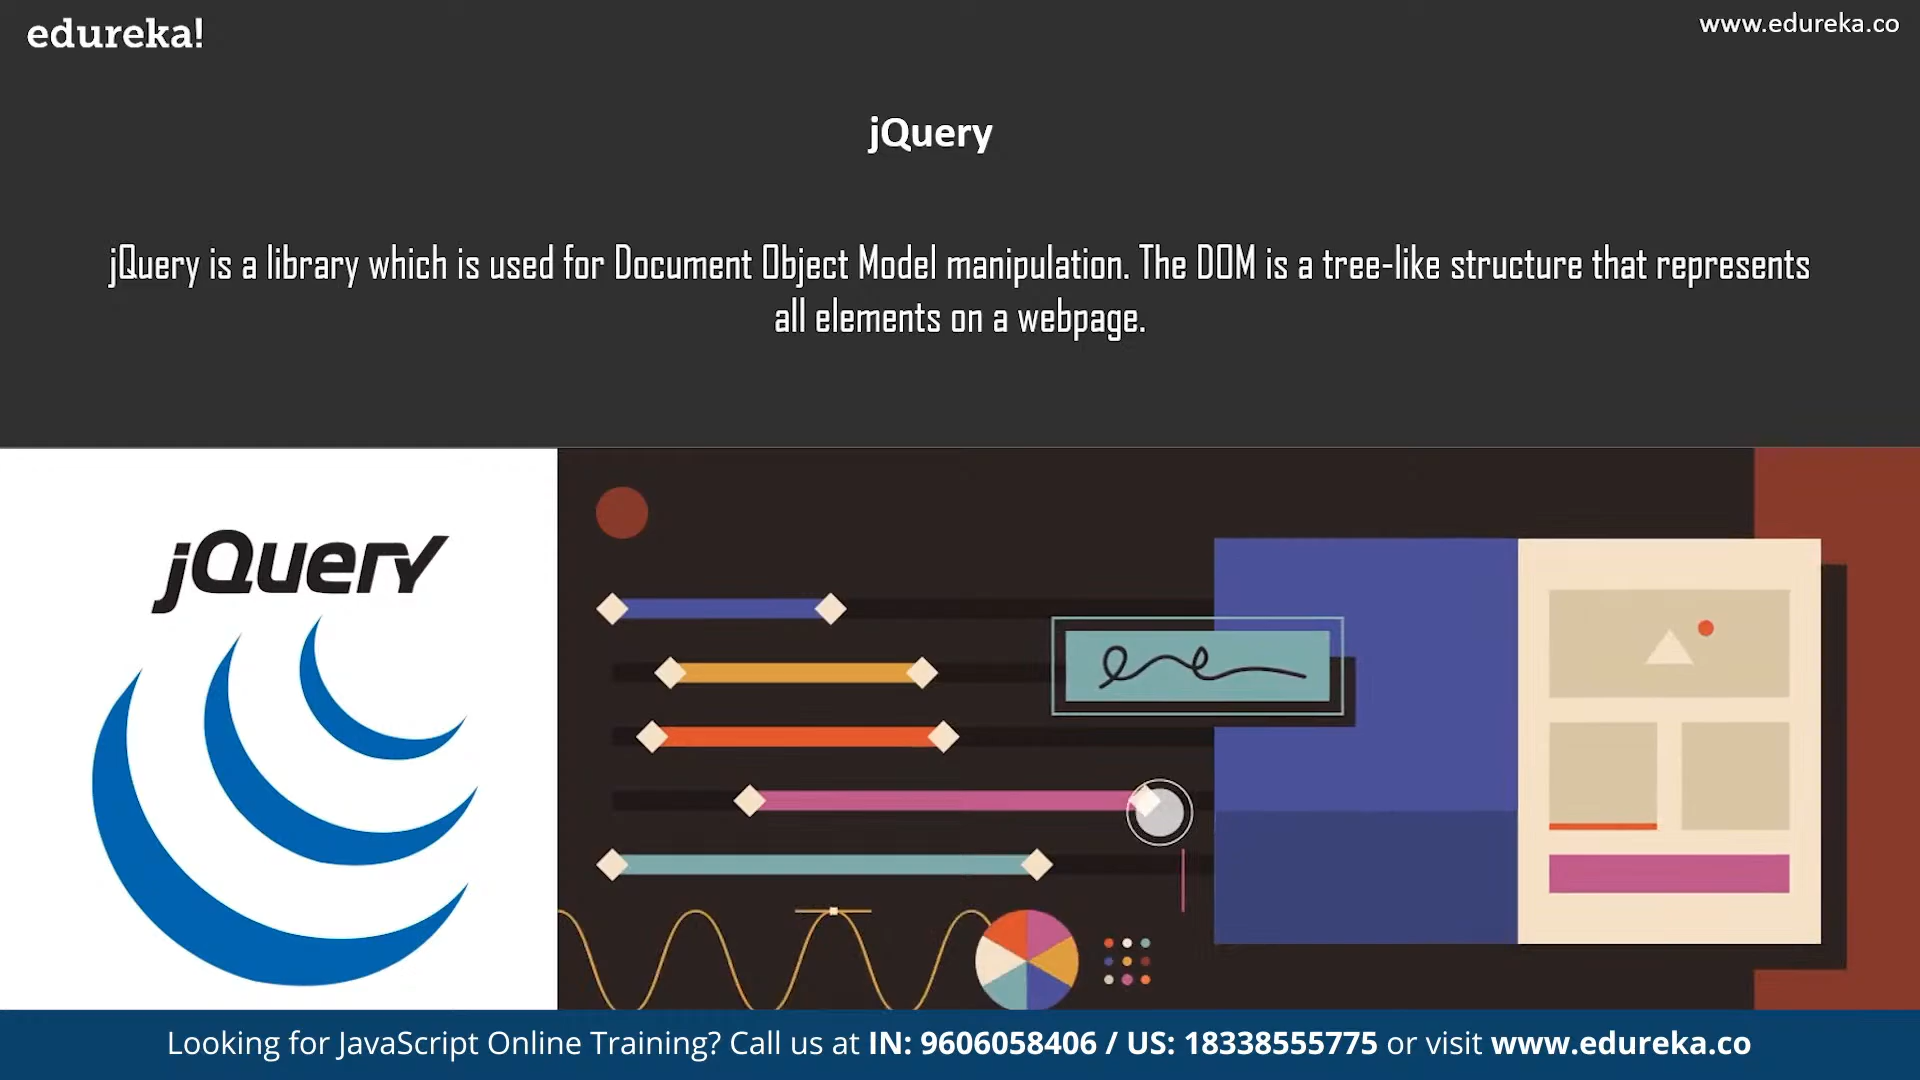 edureka!
www.edureka.co
jQuery
jQuery is a library which is used for Document Object Model manipulation. The DOM is a tree-like structure that represents
all elements on a webpage.
jQuery
Looking for JavaScript Online Training? Call us at IN: 9606058406 / US: 18338555775 or visit www.edureka.co